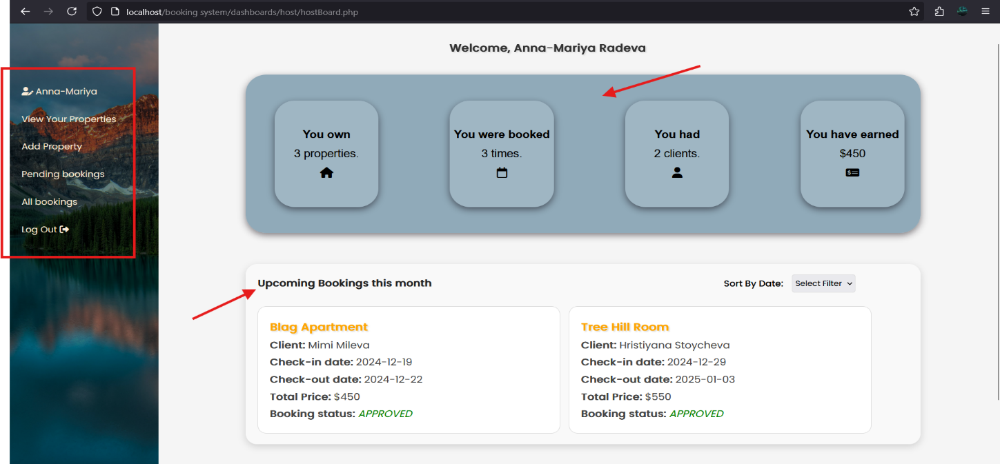 localhost/booking system/dashboards/host/hostBoard.php
Anna-Mariya
View Your Properties
Add Property
Pending bookings
All bookings
Log Out
Welcome, Anna-Mariya Radeva
You own
3 properties.
You were booked
3 times.
You had
2 clients.
You have earned
$450
Upcoming Bookings this month
Sort By Date: Select Filter
Blag Apartment
Client: Mimi Mileva
Check-in date: 2024-12-19
Check-out date: 2024-12-22
Total Price: $450
Booking status: APPROVED
Tree Hill Room
Client: Hristiyana Stoycheva
Check-in date: 2024-12-29
Check-out date: 2025-01-03
Total Price: $550
Booking status: APPROVED